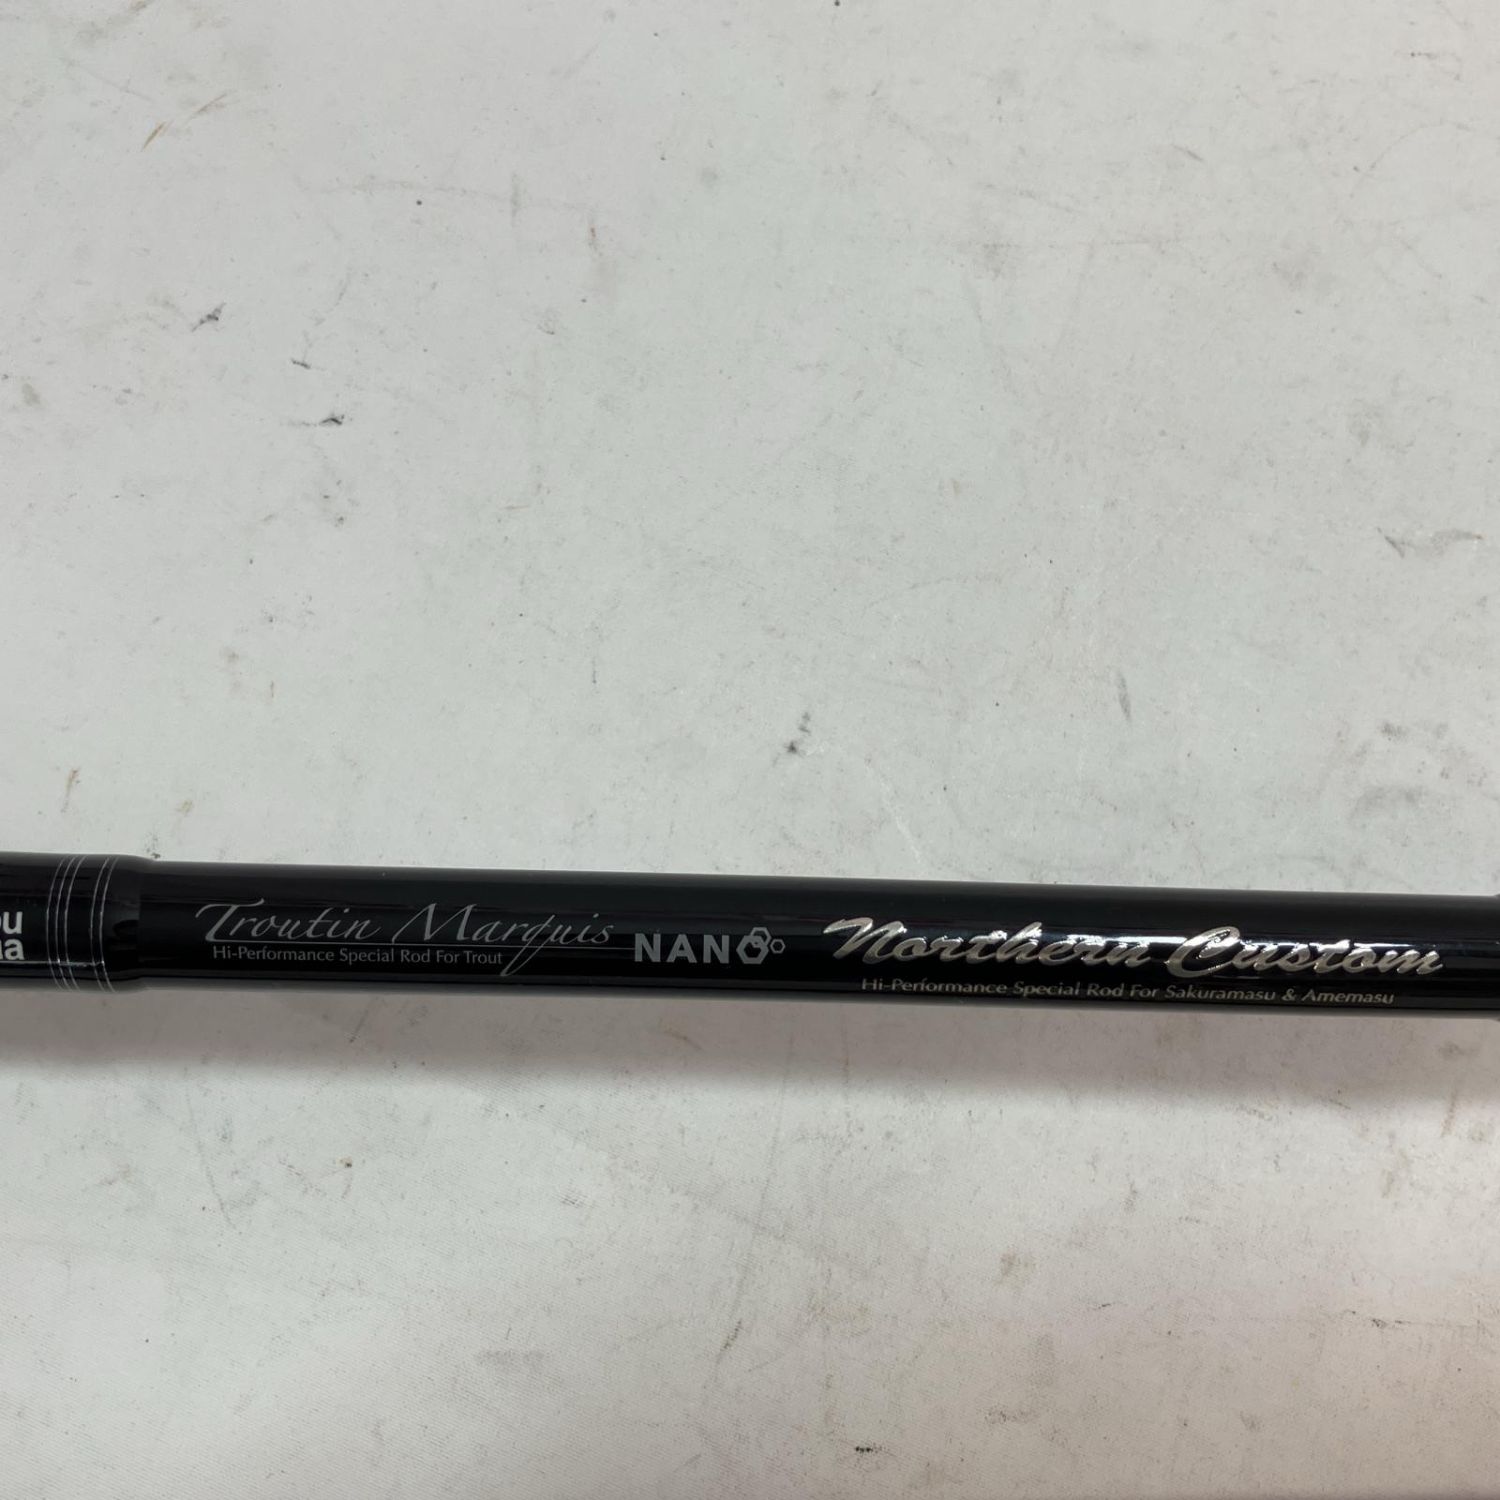 Troutin Marquis
Hi-Performance Special Rod For Trout
NANO
Northern Custom
Hi-Performance Special Rod For Sakuramasu & Amemasu